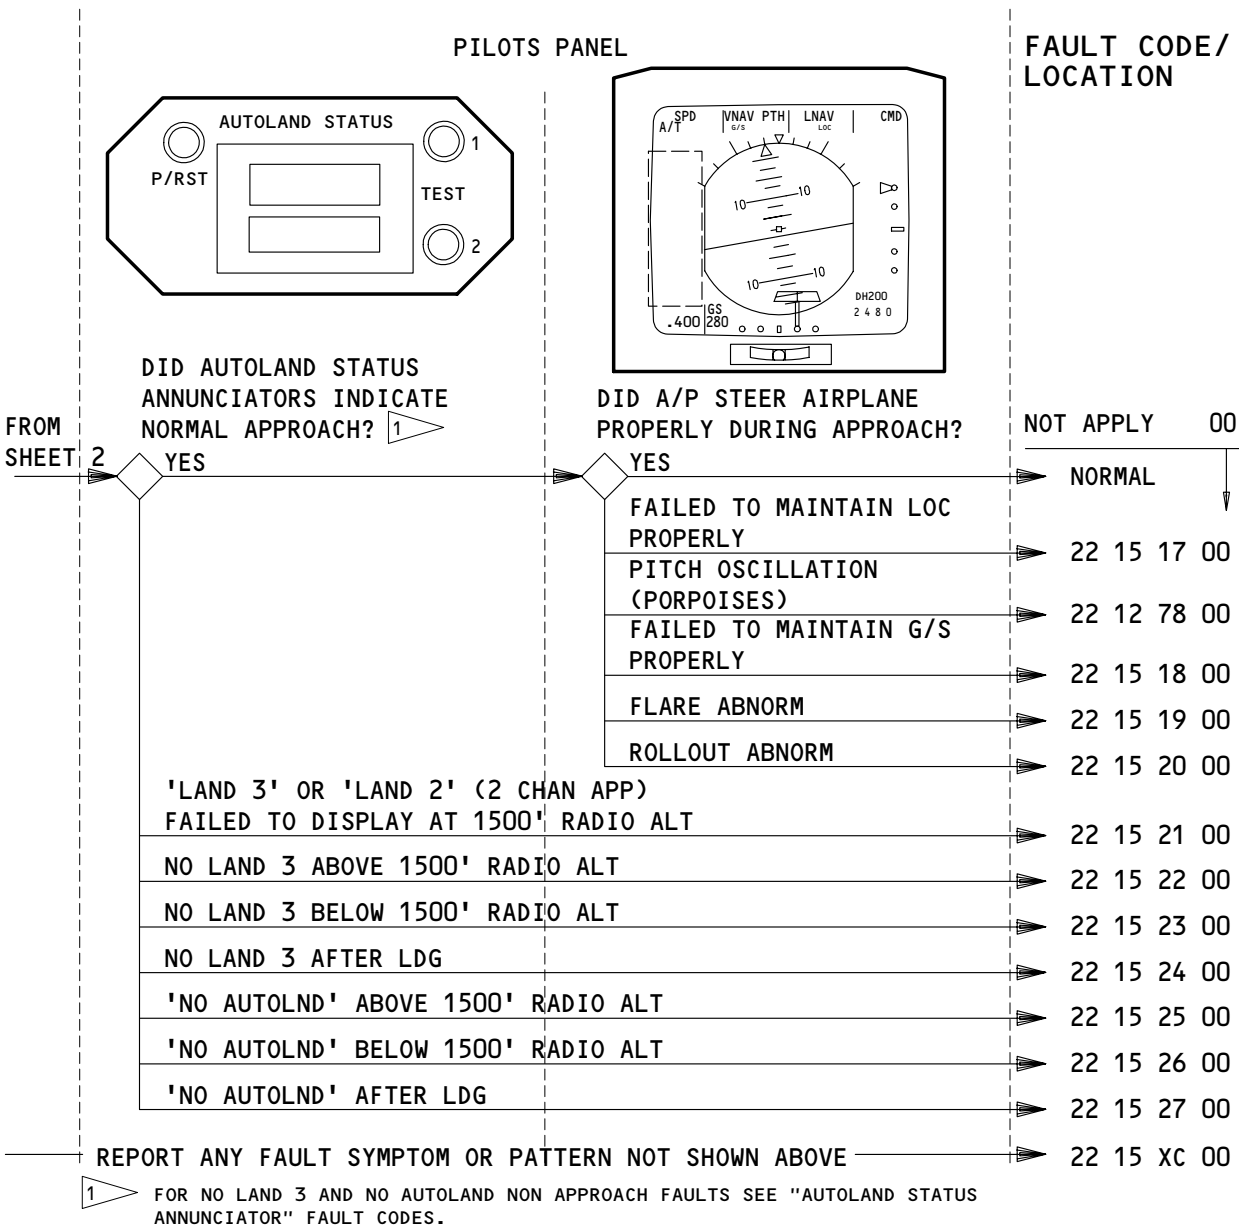 PILOTS PANEL
FAULT CODE/
LOCATION
AUTOLAND STATUS
P/RST
1
TEST
2
SPD
A/T
VNAV PTH
G/S
LNAV
LOC
CMD
10
10
10
10
DH200
2480
GS
.400 280
DID AUTOLAND STATUS
ANNUNCIATORS INDICATE
NORMAL APPROACH? 1
DID A/P STEER AIRPLANE
PROPERLY DURING APPROACH?
FROM
SHEET 2
NOT APPLY 00
YES
YES
NORMAL
FAILED TO MAINTAIN LOC
PROPERLY
22 15 17 00
PITCH OSCILLATION
(PORPOISES)
22 12 78 00
FAILED TO MAINTAIN G/S
PROPERLY
22 15 18 00
FLARE ABNORM
22 15 19 00
ROLLOUT ABNORM
22 15 20 00
'LAND 3' OR 'LAND 2' (2 CHAN APP)
FAILED TO DISPLAY AT 1500' RADIO ALT
22 15 21 00
NO LAND 3 ABOVE 1500' RADIO ALT
22 15 22 00
NO LAND 3 BELOW 1500' RADIO ALT
22 15 23 00
NO LAND 3 AFTER LDG
22 15 24 00
'NO AUTOLND' ABOVE 1500' RADIO ALT
22 15 25 00
'NO AUTOLND' BELOW 1500' RADIO ALT
22 15 26 00
'NO AUTOLND' AFTER LDG
22 15 27 00
REPORT ANY FAULT SYMPTOM OR PATTERN NOT SHOWN ABOVE
22 15 XC 00
1 FOR NO LAND 3 AND NO AUTOLAND NON APPROACH FAULTS SEE "AUTOLAND STATUS
ANNUNCIATOR" FAULT CODES.